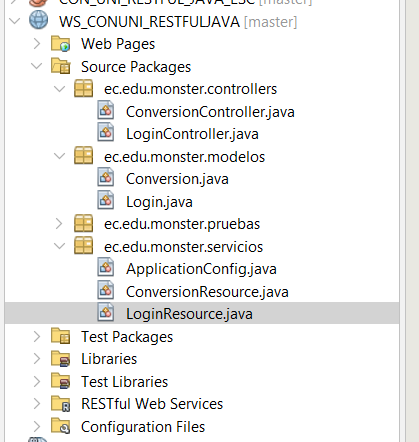 CON_UNI_RESTFUL_JAVA_ESC [master]
WS_CONUNI_RESTFULJAVA [master]
Web Pages
Source Packages
ec.edu.monster.controllers
ConversionController.java
LoginController.java
ec.edu.monster.modelos
Conversion.java
Login.java
ec.edu.monster.pruebas
ec.edu.monster.servicios
ApplicationConfig.java
ConversionResource.java
LoginResource.java
Test Packages
Libraries
Test Libraries
RESTful Web Services
Configuration Files